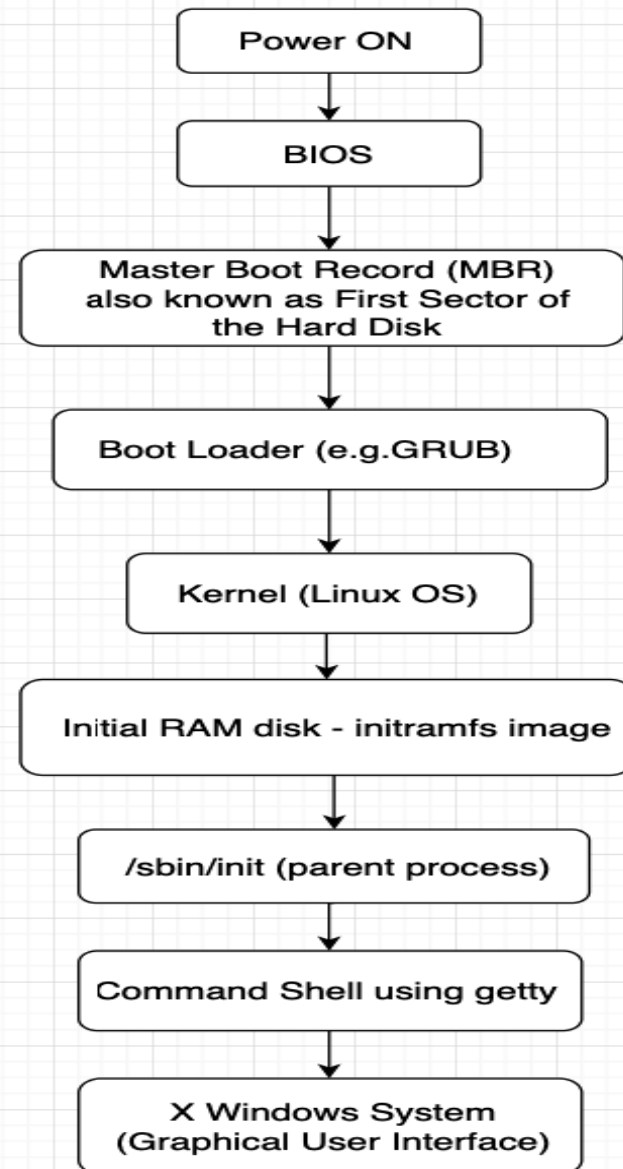 Power ON
BIOS
Master Boot Record (MBR)
also known as First Sector of
the Hard Disk
Boot Loader (e.g.GRUB)
Kernel (Linux OS)
Initial RAM disk - initramfs image
/sbin/init (parent process)
Command Shell using getty
X Windows System
(Graphical User Interface)